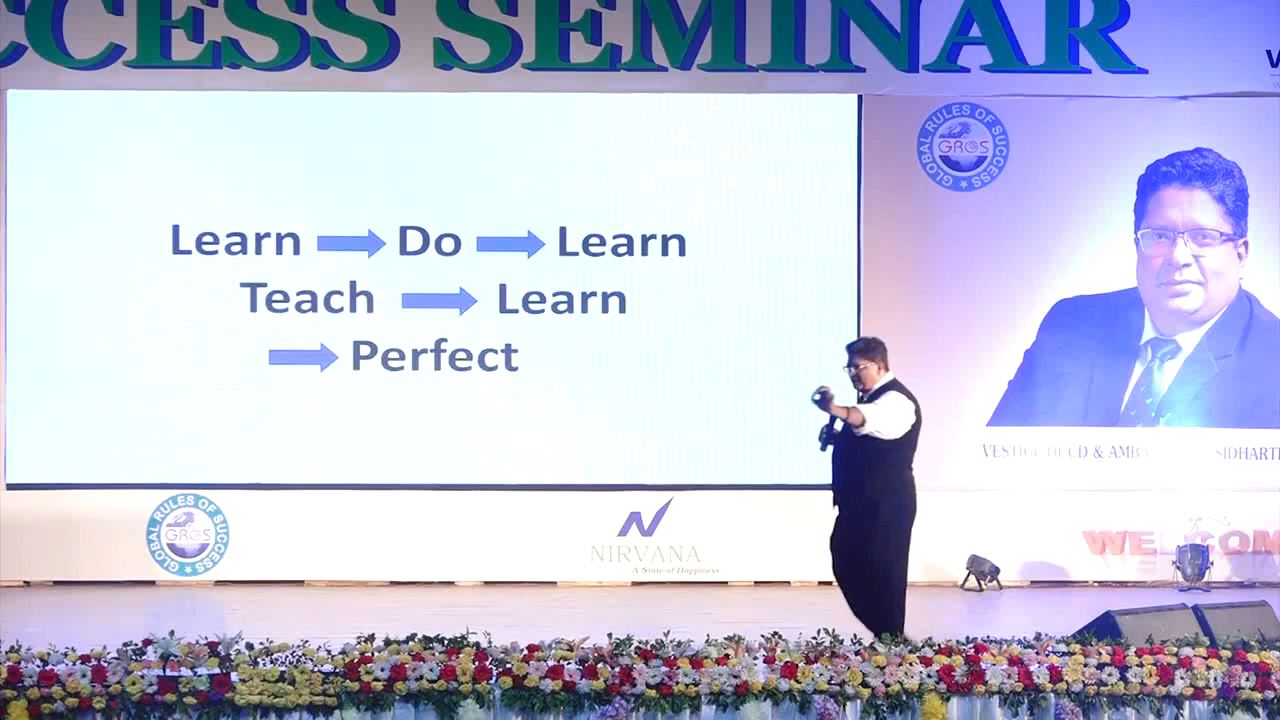 CCESS SEMINAR
Learn Do Learn
Teach Learn
Perfect
GLOBAL RULES OF SUCCESS
GROS
VESTIGE & AMB SIDHART
GLOBAL RULES OF SUCCESS
GROS
N
NIRVANA
A State of Happiness
WELCOM